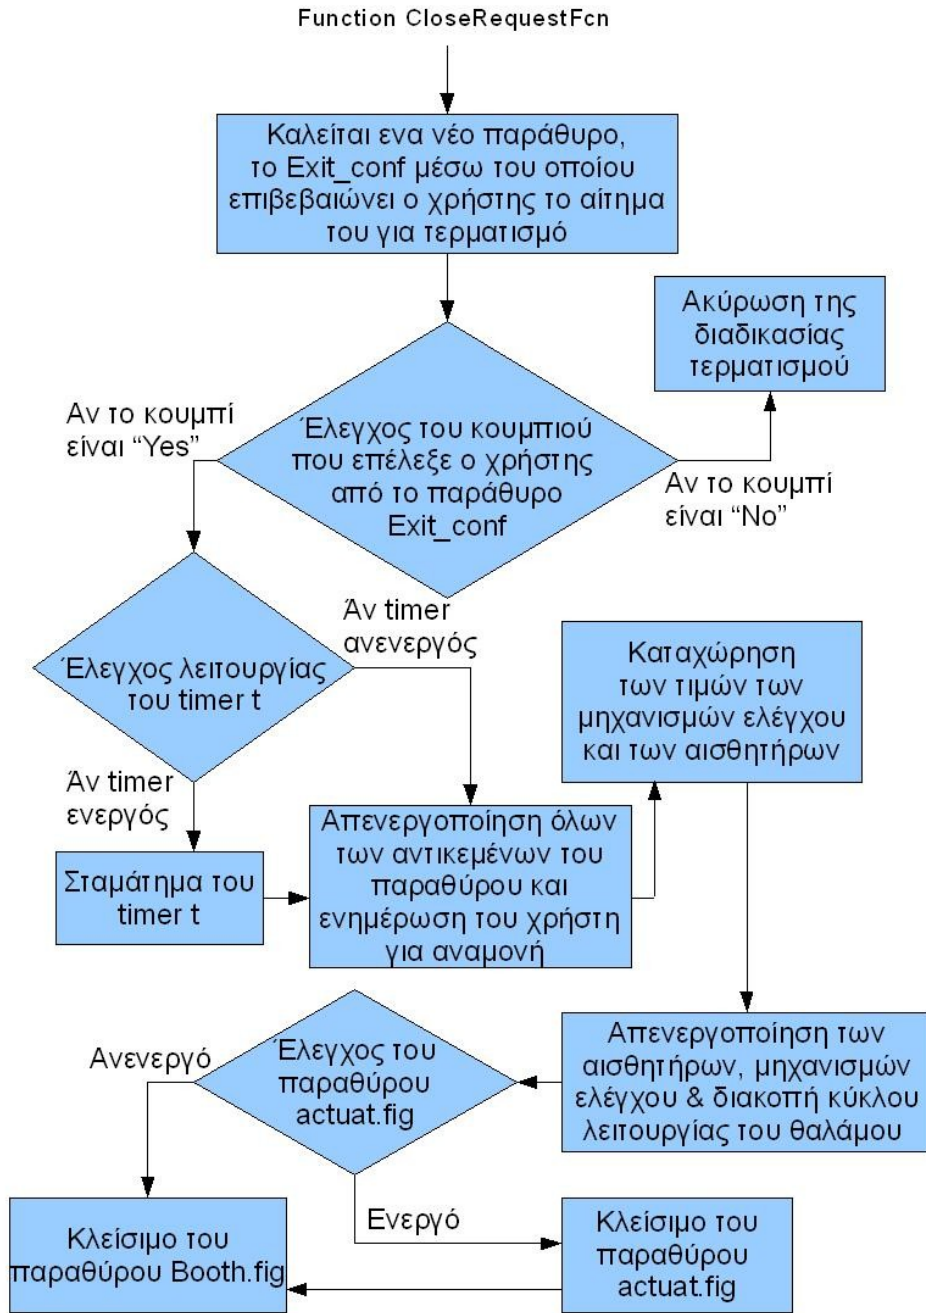 Function CloseRequestFcn
Καλείται ενα νέο παράθυρο,
το Exit_conf μέσω του οποίου
επιβεβαιώνει ο χρήστης το αίτημα
του για τερματισμό
Ακύρωση της
διαδικασίας
τερματισμού
Αν το κουμπί
είναι “Yes”
Έλεγχος του κουμπιού
που επέλεξε ο χρήστης
από το παράθυρο
Exit_conf
Αν το κουμπί
είναι “No”
Έλεγχος λειτουργίας
του timer t
Άν timer
ανενεργός
Άν timer
ενεργός
Σταμάτημα του
timer t
Απενεργοποίηση όλων
των αντικεμένων του
παραθύρου και
ενημέρωση του χρήστη
για αναμονή
Καταχώρηση
των τιμών των
μηχανισμών ελέγχου
και των αισθητήρων
Απενεργοποίηση των
αισθητήρων, μηχανισμών
ελέγχου & διακοπή κύκλου
λειτουργίας του θαλάμου
Έλεγχος του
παραθύρου
actuat.fig
Ανενεργό
Ενεργό
Κλείσιμο του
παραθύρου
actuat.fig
Κλείσιμο του
παραθύρου Booth.fig